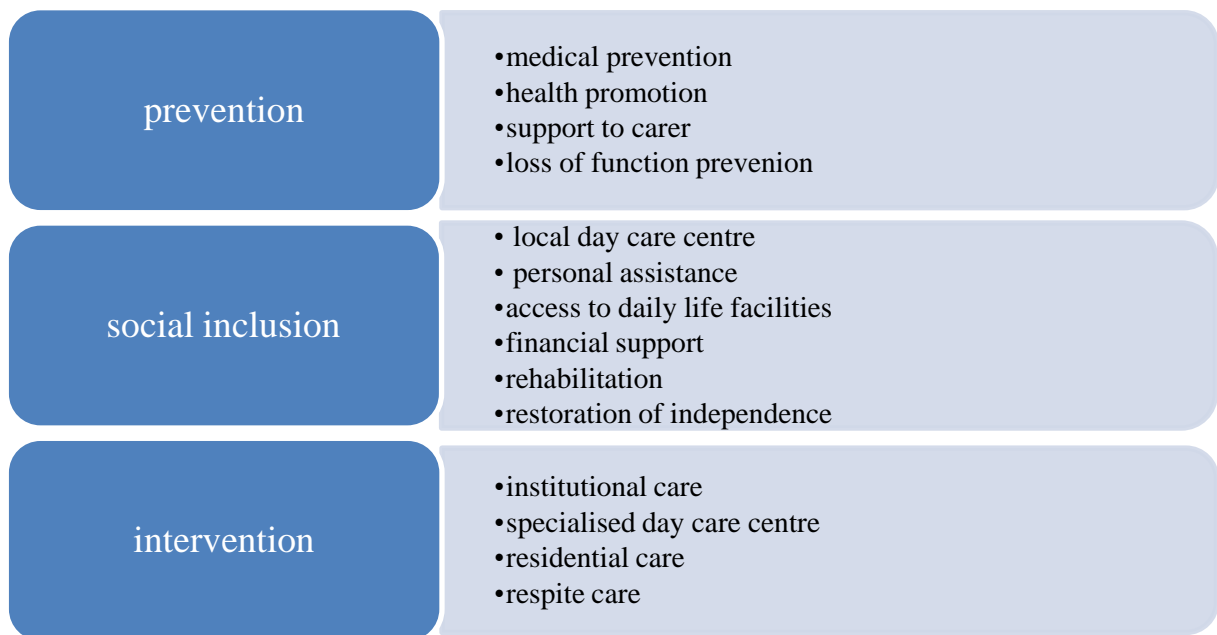 prevention
•medical prevention
•health promotion
•support to carer
•loss of function prevenion
social inclusion
• local day care centre
• personal assistance
•access to daily life facilities
•financial support
•rehabilitation
•restoration of independence
intervention
•institutional care
•specialised day care centre
•residential care
•respite care